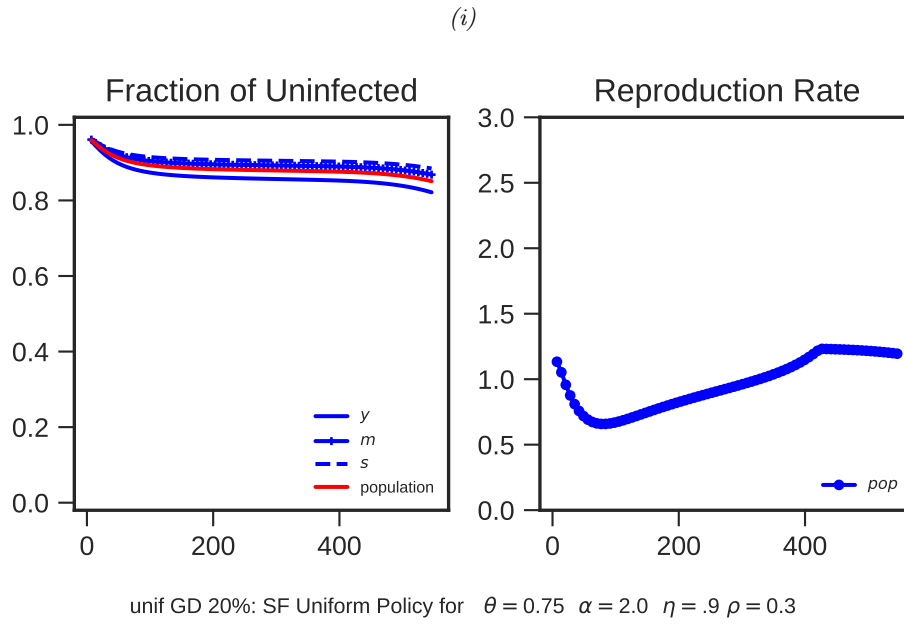 (i)
Fraction of Uninfected
Reproduction Rate
1.0
0.8
0.6
0.4
0.2
0.0
y
m
s
population
0
200
400
3.0
2.5
2.0
1.5
1.0
0.5
0.0
pop
0
200
400
unif GD 20%: SF Uniform Policy for θ = 0.75 α = 2.0 η = .9 ρ = 0.3